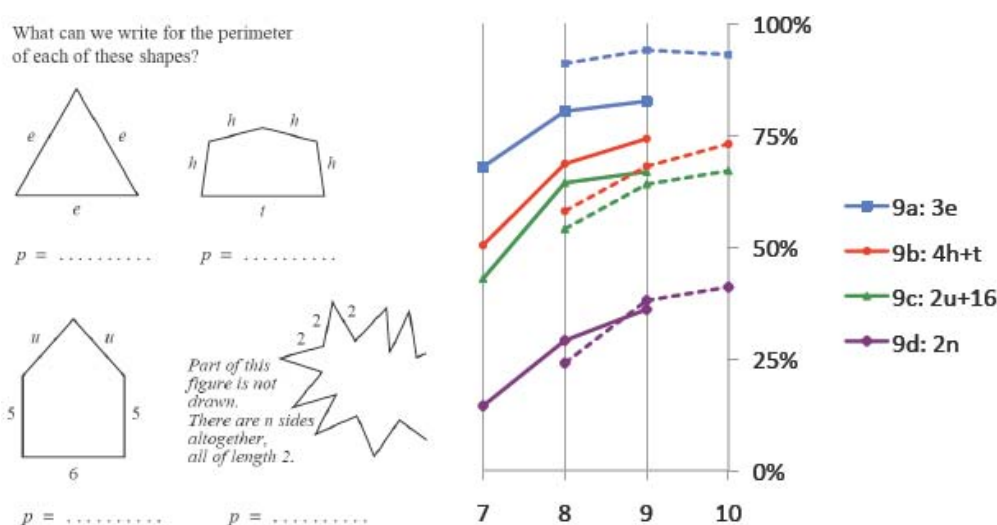 What can we write for the perimeter
of each of these shapes?
e
e
e
h
h
h
h
t
p = ..........
p = ..........
u
u
5
5
6
2
2
2
Part of this
figure is not
drawn.
There are n sides
altogether,
all of length 2.
p = ..........
p = ..........
100%
75%
50%
25%
0%
7
8
9
10
9a: 3e
9b: 4h+t
9c: 2u+16
9d: 2n